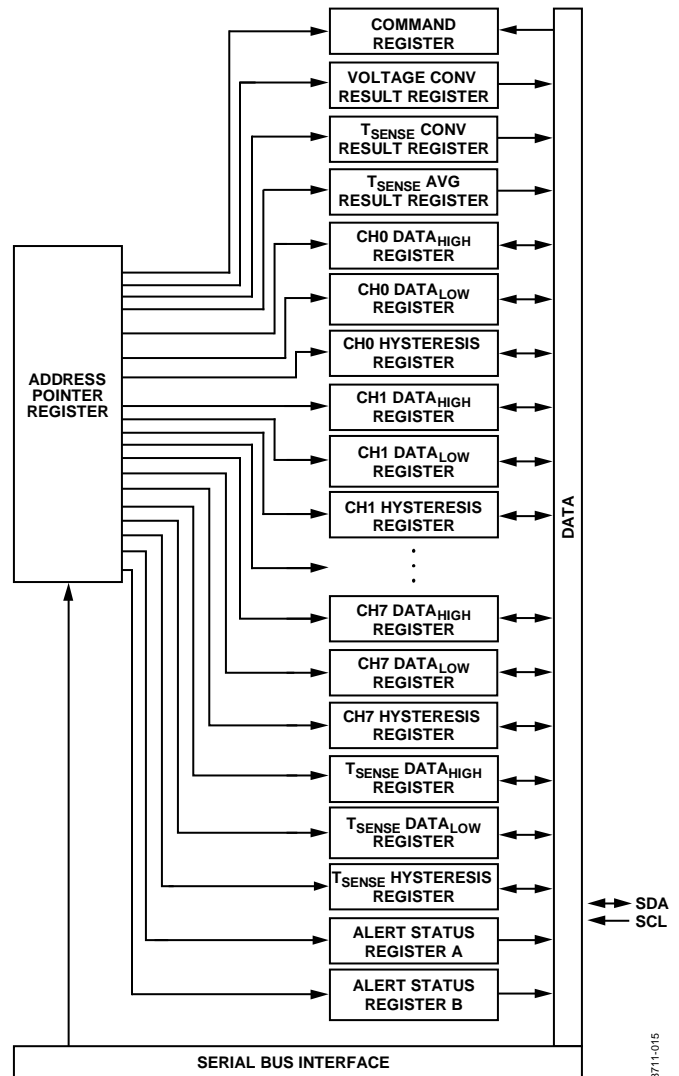 COMMAND
REGISTER
VOLTAGE CONV
RESULT REGISTER
TSENSE CONV
RESULT REGISTER
TSENSE AVG
RESULT REGISTER
CH0 DATAHIGH
REGISTER
CH0 DATALOW
REGISTER
CH0 HYSTERESIS
REGISTER
ADDRESS
POINTER
REGISTER
CH1 DATAHIGH
REGISTER
CH1 DATALOW
REGISTER
CH1 HYSTERESIS
REGISTER
DATA
CH7 DATAHIGH
REGISTER
CH7 DATALOW
REGISTER
CH7 HYSTERESIS
REGISTER
TSENSE DATAHIGH
REGISTER
TSENSE DATALOW
REGISTER
TSENSE HYSTERESIS
REGISTER
SDA
SCL
ALERT STATUS
REGISTER A
ALERT STATUS
REGISTER B
SERIAL BUS INTERFACE